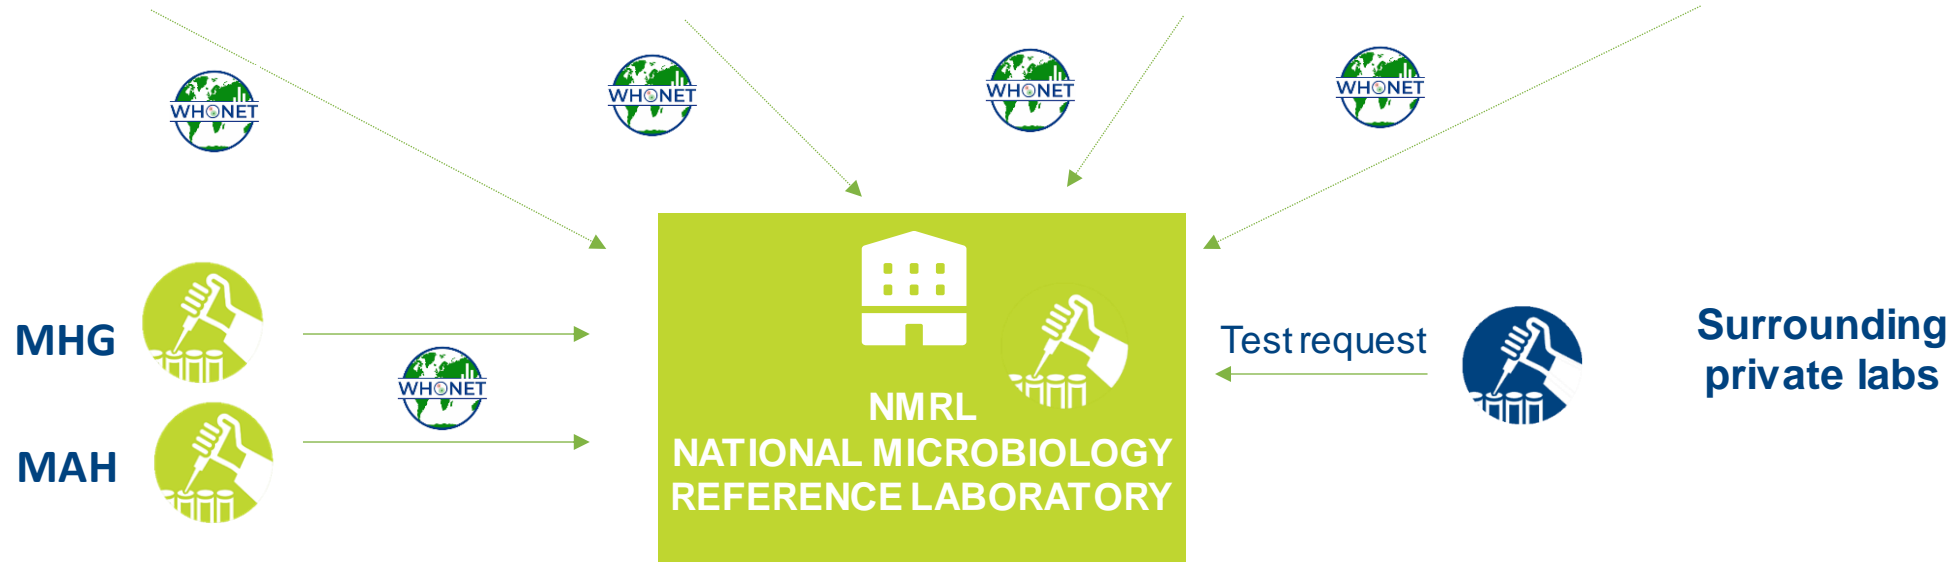 WHONET
WHONET
WHONET
WHONET
MHG
WHONET
MAH
NMRL
NATIONAL MICROBIOLOGY
REFERENCE LABORATORY
Test request
Surrounding
private labs